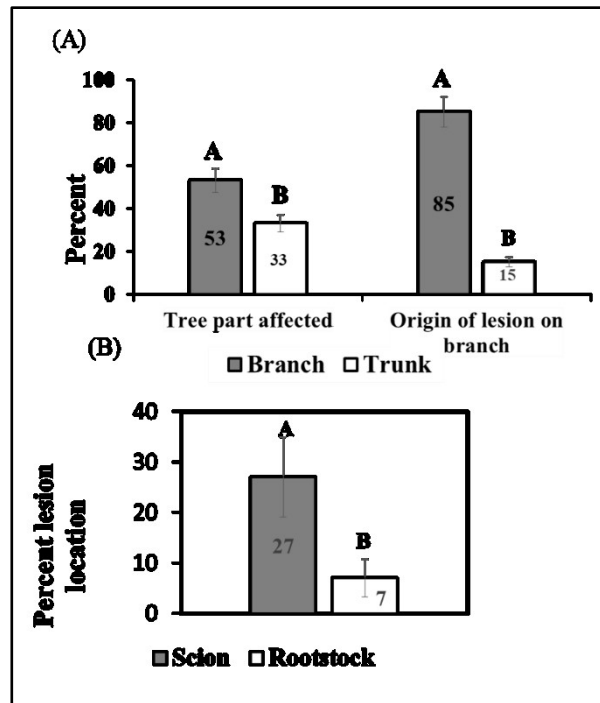 (A)
100
80
60
40
20
0
Percent
A
53
B
33
A
85
B
15
Tree part affected
Origin of lesion on
branch
Branch
Trunk
(B)
40
30
20
10
0
Percent lesion
location
A
27
B
7
Scion
Rootstock